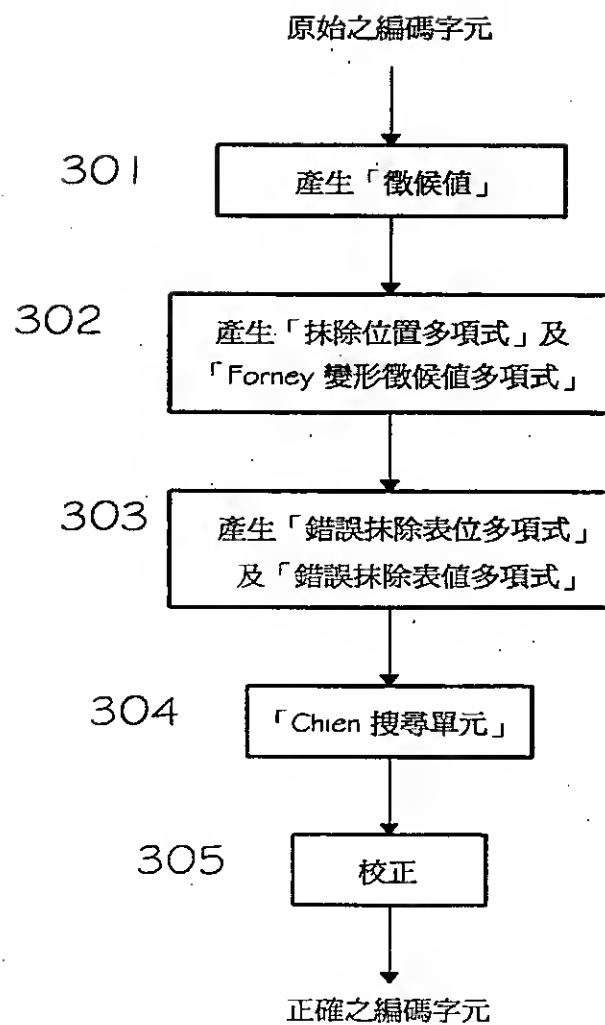 原始之編碼字元
301
產生「徵候值」
302
產生「抹除位置多項式」及
「Forney 變形徵候值多項式」
303
產生「錯誤抹除表位多項式」
及「錯誤抹除表值多項式」
304
「Chien 搜尋單元」
305
校正
正確之編碼字元